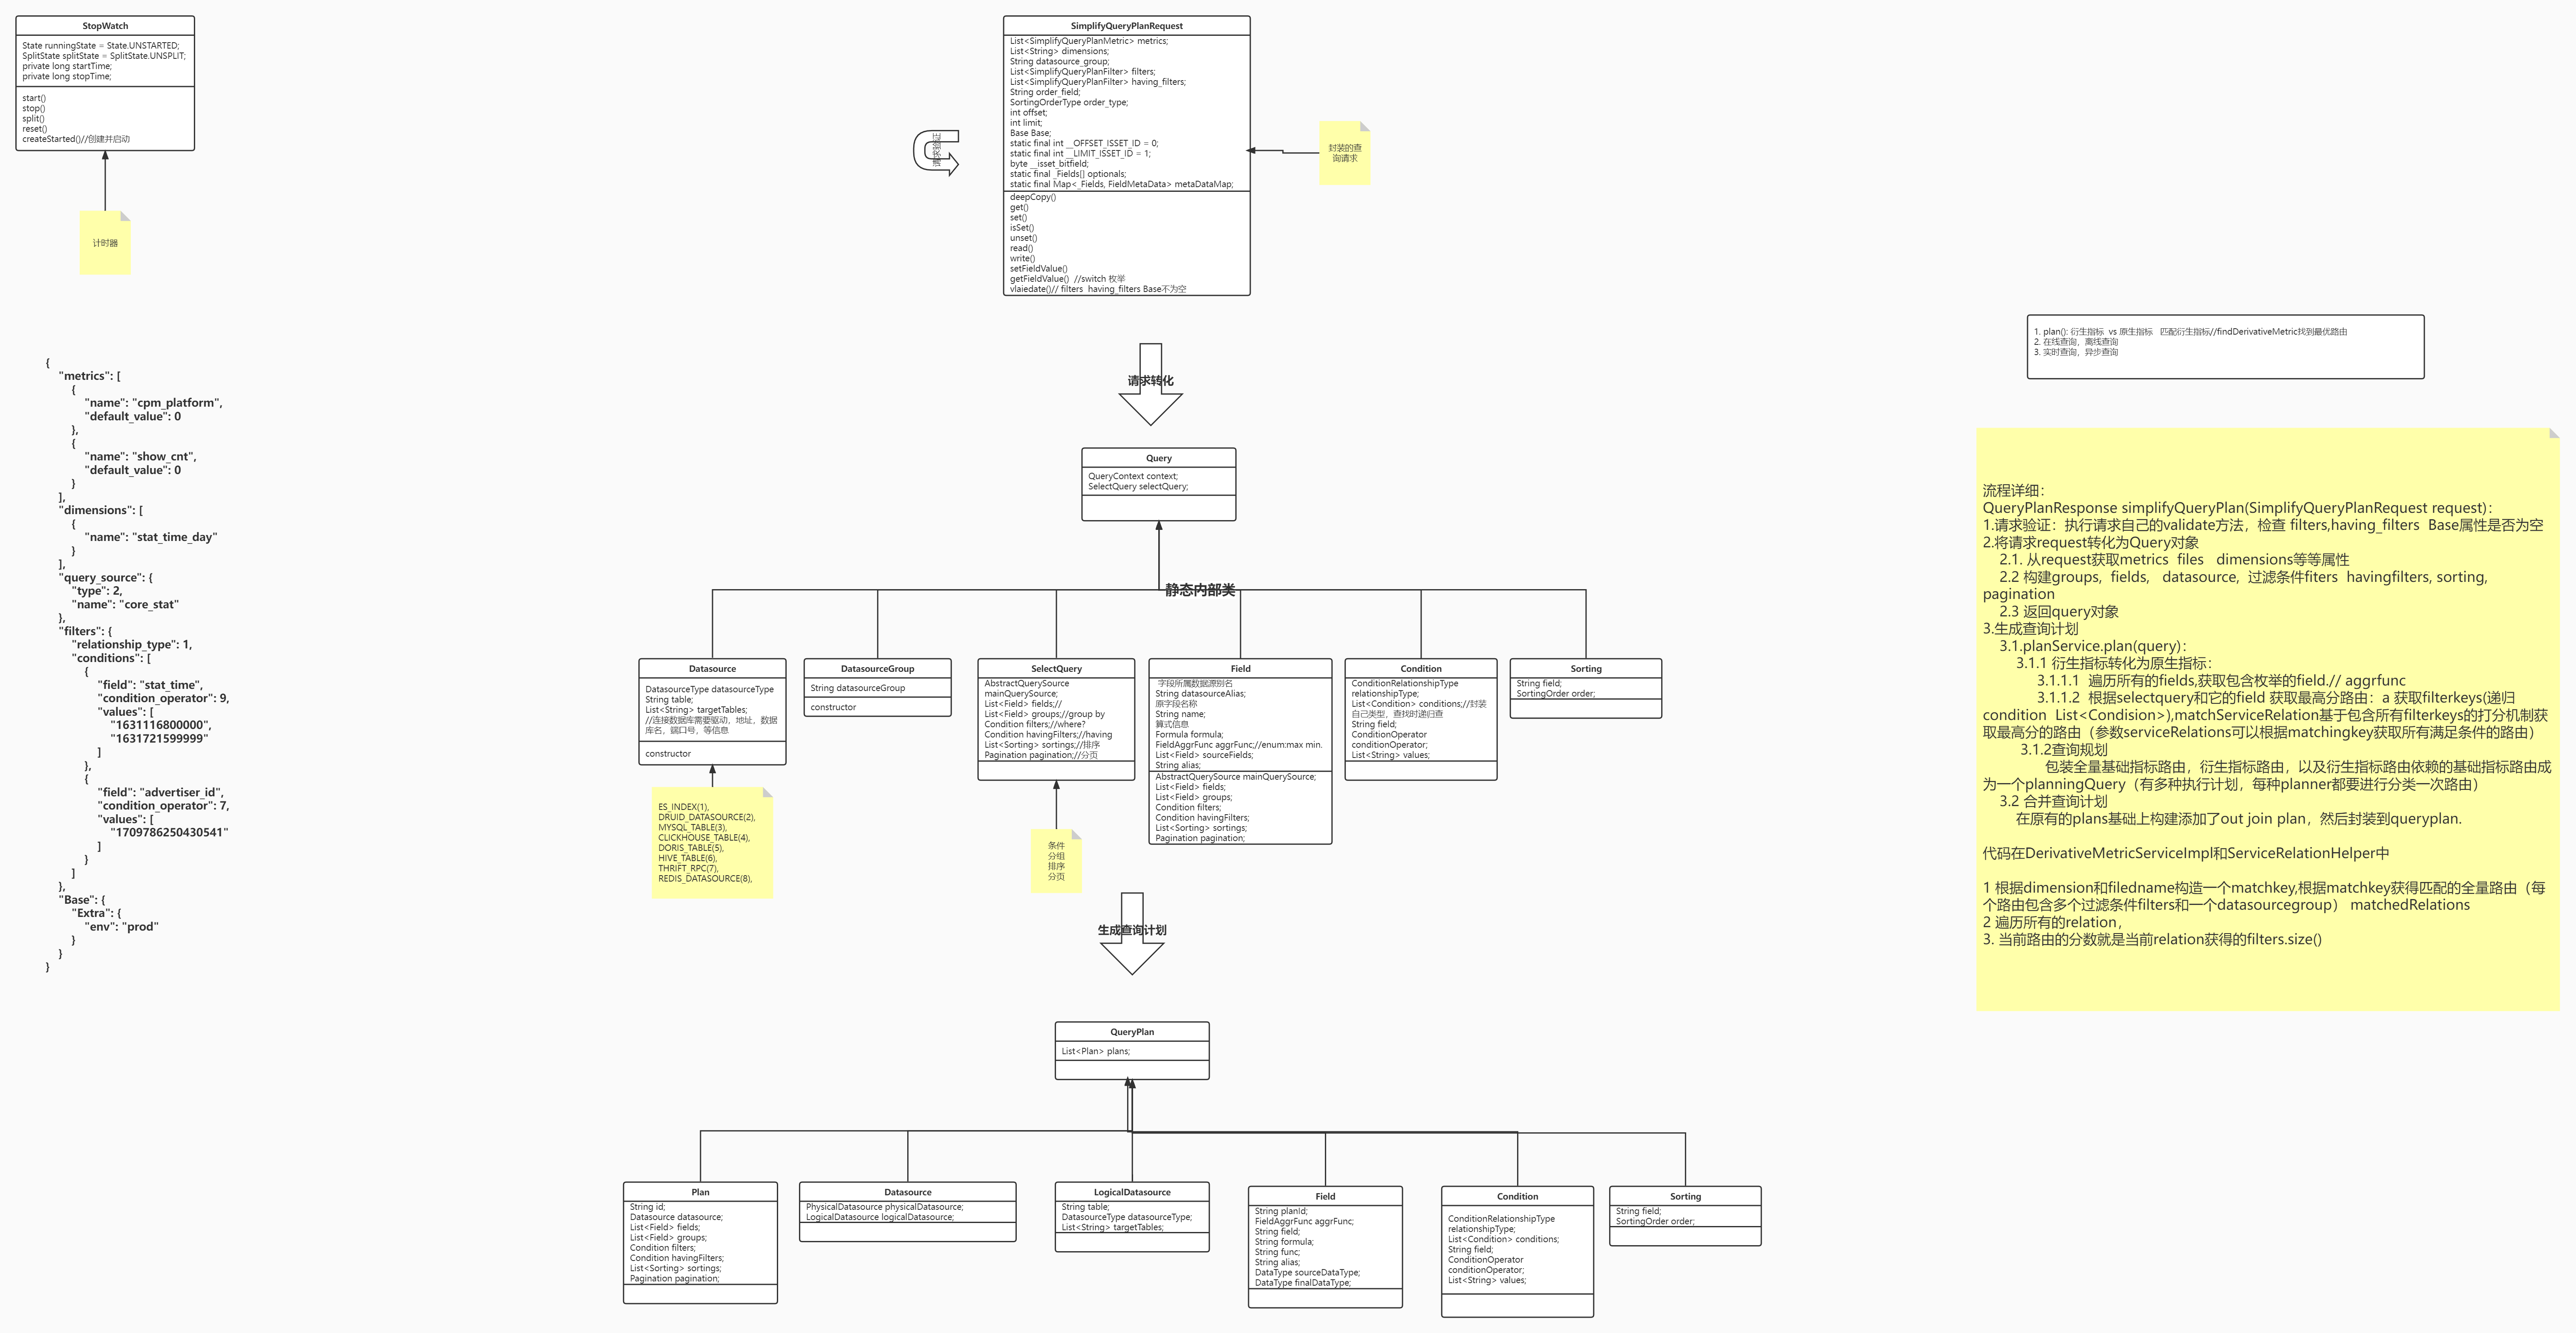 StopWatch
State runningState = State.UNSTARTED;
SplitState splitState = SplitState.UNSPLIT;
private long startTime;
private long stopTime;
start()
stop()
split()
reset()
createStarted()//创建并启动
计时器
{
"metrics": [
{
"name": "cpm_platform",
"default_value": 0
},
{
"name": "show_cnt",
"default_value": 0
}
],
"dimensions": [
{
"name": "stat_time_day"
}
],
"query_source": {
"type": 2,
"name": "core_stat"
},
"filters": {
"relationship_type": 1,
"conditions": [
{
"field": "stat_time",
"condition_operator": 9,
"values": [
"1631116800000",
"1631721599999"
]
},
{
"field": "advertiser_id",
"condition_operator": 7,
"values": [
"1709786250430541"
]
}
]
},
"Base": {
"Extra": {
"env": "prod"
}
}
}
SimplifyQueryPlanRequest
List<SimplifyQueryPlanMetric> metrics;
List<String> dimensions;
String datasource_group;
List<SimplifyQueryPlanFilter> filters;
List<SimplifyQueryPlanFilter> having_filters;
String order_field;
SortingOrderType order_type;
int offset;
int limit;
Base Base;
static final int __OFFSET_ISSET_ID = 0;
static final int __LIMIT_ISSET_ID = 1;
byte __isset_bitfield;
static final _Fields[] optionals;
static final Map<_Fields, FieldMetaData> metaDataMap;
deepCopy()
get()
set()
isSet()
unset()
read()
write()
setFieldValue()
getFieldValue()  //switch 枚举
vlaiedate()// filters  having_filters Base不为空
请求验证
封装的查
询请求
请求转化
Query
QueryContext context;
SelectQuery selectQuery;
静态内部类
Datasource
DatasourceType datasourceType
String table;
List<String> targetTables;
//连接数据库需要驱动，地址，数据
库名，端口号，等信息
constructor
ES_INDEX(1),
DRUID_DATASOURCE(2),
MYSQL_TABLE(3),
CLICKHOUSE_TABLE(4),
DORIS_TABLE(5),
HIVE_TABLE(6),
THRIFT_RPC(7),
REDIS_DATASOURCE(8),
DatasourceGroup
String datasourceGroup
constructor
SelectQuery
AbstractQuerySource
mainQuerySource;
List<Field> fields;//
List<Field> groups;//group by
Condition filters;//where?
Condition havingFilters;//having
List<Sorting> sortings;//排序
Pagination pagination;//分页
条件
分组
排序
分页
Field
字段所属数据源别名
String datasourceAlias;
原字段名称
String name;
算式信息
Formula formula;
FieldAggrFunc aggrFunc;//enum:max min.
List<Field> sourceFields;
String alias;
AbstractQuerySource mainQuerySource;
List<Field> fields;
List<Field> groups;
Condition filters;
Condition havingFilters;
List<Sorting> sortings;
Pagination pagination;
Condition
ConditionRelationshipType
relationshipType;
List<Condition> conditions;//封装
自己类型，查找时递归查
String field;
ConditionOperator
conditionOperator;
List<String> values;
Sorting
String field;
SortingOrder order;
生成查询计划
QueryPlan
List<Plan> plans;
Plan
String id;
Datasource datasource;
List<Field> fields;
List<Field> groups;
Condition filters;
Condition havingFilters;
List<Sorting> sortings;
Pagination pagination;
Datasource
PhysicalDatasource physicalDatasource;
LogicalDatasource logicalDatasource;
LogicalDatasource
String table;
DatasourceType datasourceType;
List<String> targetTables;
Field
String planId;
FieldAggrFunc aggrFunc;
String field;
String formula;
String func;
String alias;
DataType sourceDataType;
DataType finalDataType;
Condition
ConditionRelationshipType
relationshipType;
List<Condition> conditions;
String field;
ConditionOperator
conditionOperator;
List<String> values;
Sorting
String field;
SortingOrder order;
1. plan(): 衍生指标  vs 原生指标   匹配衍生指标//findDerivativeMetric找到最优路由
2. 在线查询，离线查询
3. 实时查询，异步查询
流程详细：
QueryPlanResponse simplifyQueryPlan(SimplifyQueryPlanRequest request)：
1.请求验证：执行请求自己的validate方法，检查 filters,having_filters  Base属性是否为空
2.将请求request转化为Query对象
2.1. 从request获取metrics  files   dimensions等等属性
2.2 构建groups,  fields,   datasource,  过滤条件fiters  havingfilters, sorting,
pagination
2.3 返回query对象
3.生成查询计划
3.1.planService.plan(query)：
3.1.1 衍生指标转化为原生指标：
3.1.1.1  遍历所有的fields,获取包含枚举的field.// aggrfunc
3.1.1.2  根据selectquery和它的field 获取最高分路由：a 获取filterkeys(递归
condition  List<Condision>),matchServiceRelation基于包含所有filterkeys的打分机制获
取最高分的路由（参数serviceRelations可以根据matchingkey获取所有满足条件的路由）
3.1.2查询规划
包装全量基础指标路由，衍生指标路由，以及衍生指标路由依赖的基础指标路由成
为一个planningQuery（有多种执行计划，每种planner都要进行分类一次路由）
3.2 合并查询计划
在原有的plans基础上构建添加了out join plan，然后封装到queryplan.
代码在DerivativeMetricServiceImpl和ServiceRelationHelper中
1 根据dimension和filedname构造一个matchkey,根据matchkey获得匹配的全量路由（每
个路由包含多个过滤条件filters和一个datasourcegroup） matchedRelations
2 遍历所有的relation，
3. 当前路由的分数就是当前relation获得的filters.size()